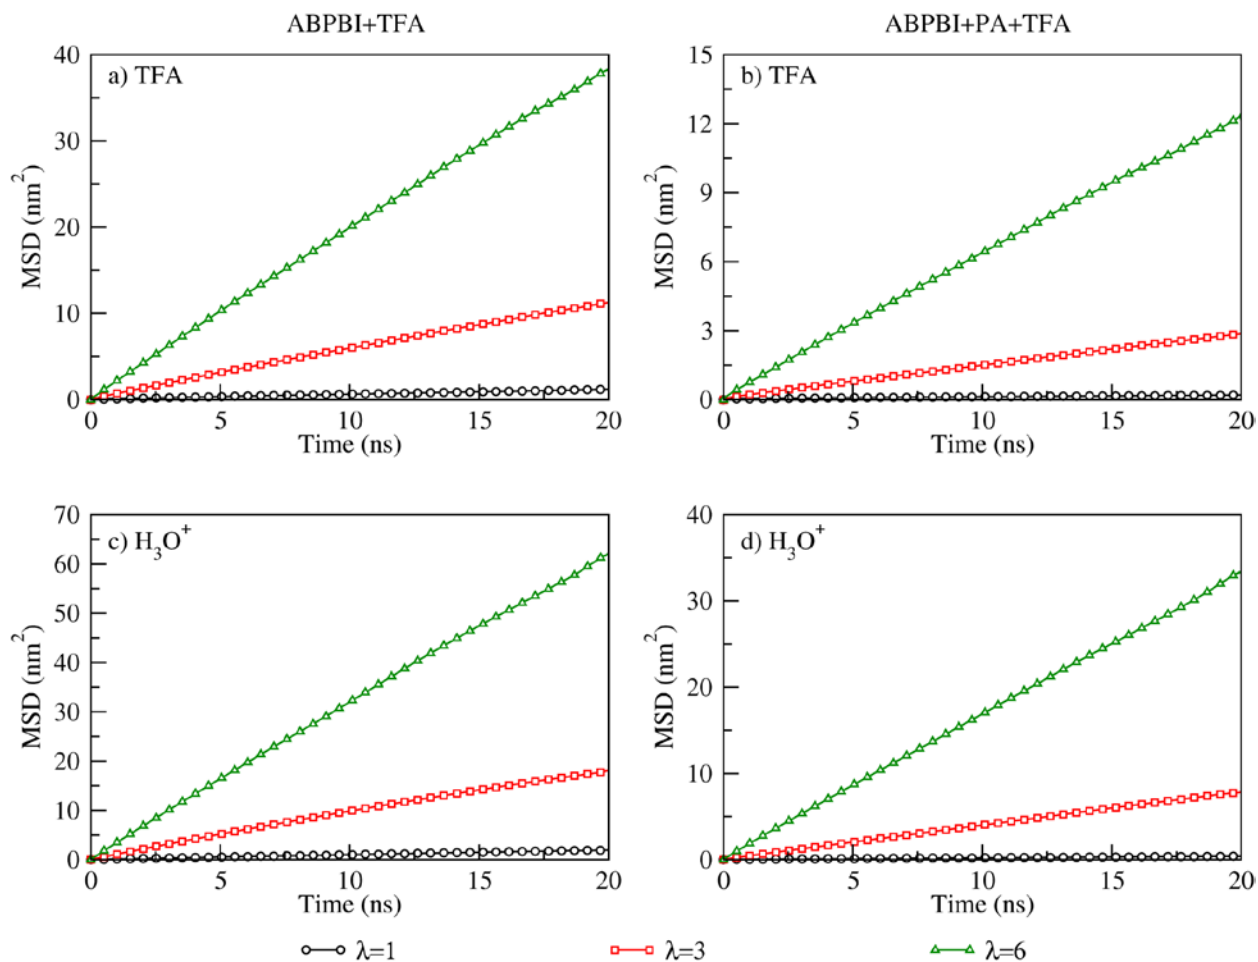 ABPBI+TFA
ABPBI+PA+TFA
a) TFA
MSD (nm²)
40
30
20
10
0
0 5 10 15 20
Time (ns)
b) TFA
MSD (nm²)
15
12
9
6
3
0
0 5 10 15 20
Time (ns)
c) H₃O⁺
MSD (nm²)
70
60
50
40
30
20
10
0
0 5 10 15 20
Time (ns)
d) H₃O⁺
MSD (nm²)
40
30
20
10
0
0 5 10 15 20
Time (ns)
λ=1
λ=3
λ=6